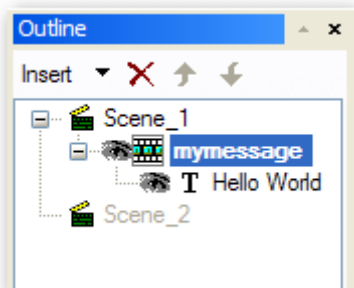 Outline
Insert
Scene_1
mymessage
T Hello World
Scene_2